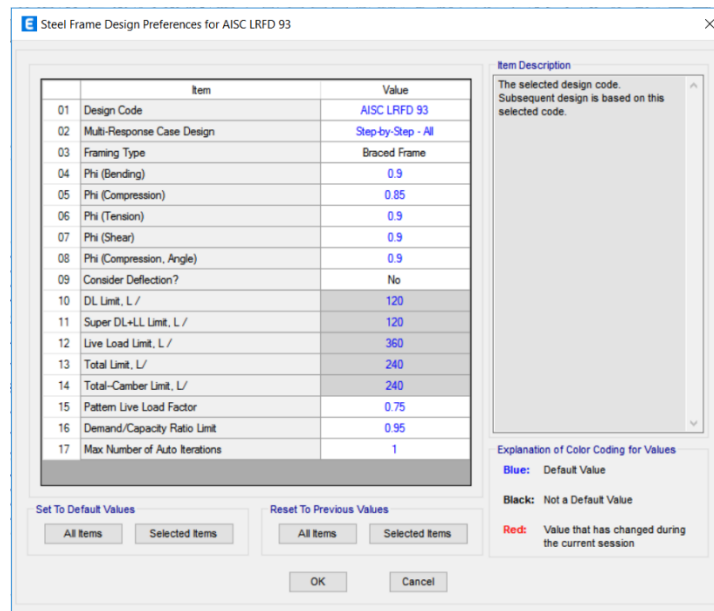 E Steel Frame Design Preferences for AISC LRFD 93
Item Value
01 Design Code AISC LRFD 93
02 Multi-Response Case Design Step-by-Step - All
03 Framing Type Braced Frame
04 Phi (Bending) 0.9
05 Phi (Compression) 0.85
06 Phi (Tension) 0.9
07 Phi (Shear) 0.9
08 Phi (Compression, Angle) 0.9
09 Consider Deflection? No
10 DL Limit, L / 120
11 Super DL+LL Limit, L / 120
12 Live Load Limit, L / 360
13 Total Limit, L/ 240
14 Total--Camber Limit, L/ 240
15 Pattern Live Load Factor 0.75
16 Demand/Capacity Ratio Limit 0.95
17 Max Number of Auto Iterations 1
Item Description
The selected design code.
Subsequent design is based on this
selected code.
Explanation of Color Coding for Values
Blue: Default Value
Black: Not a Default Value
Red: Value that has changed during
the current session
Set To Default Values
All Items Selected Items
Reset To Previous Values
All Items Selected Items
OK Cancel